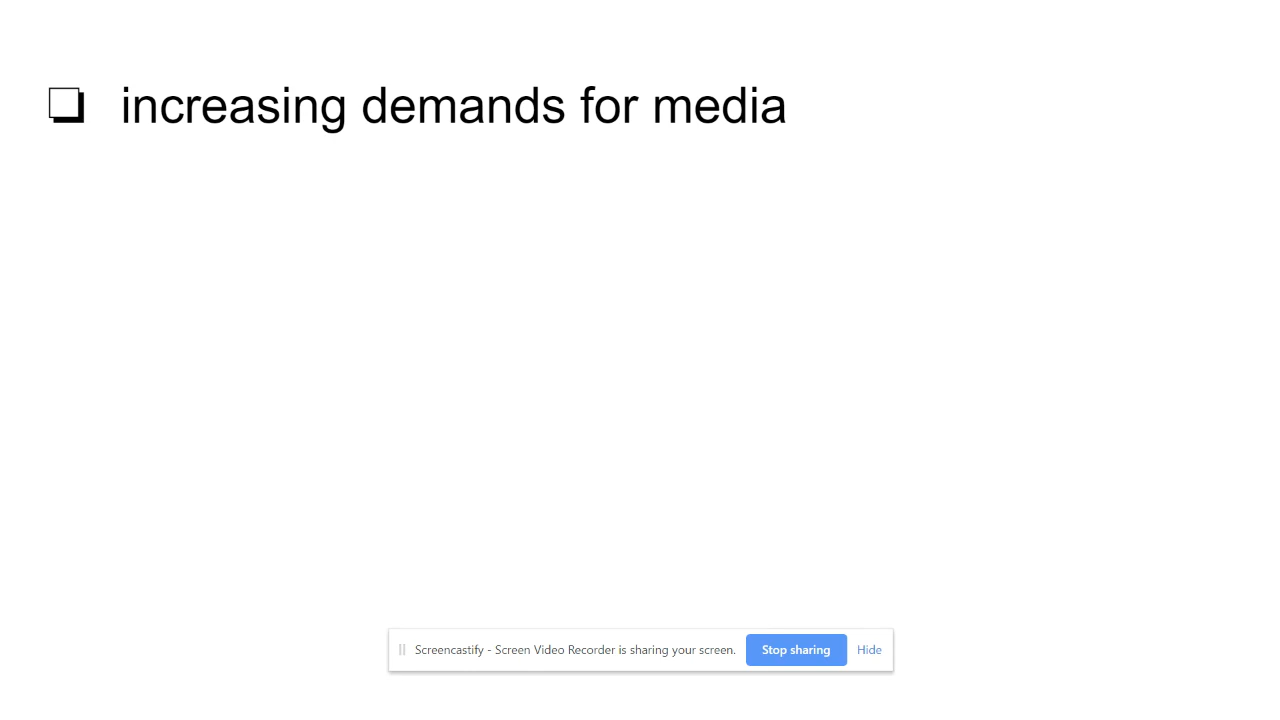 ❏ increasing demands for media
Screencastify - Screen Video Recorder is sharing your screen. Stop sharing Hide